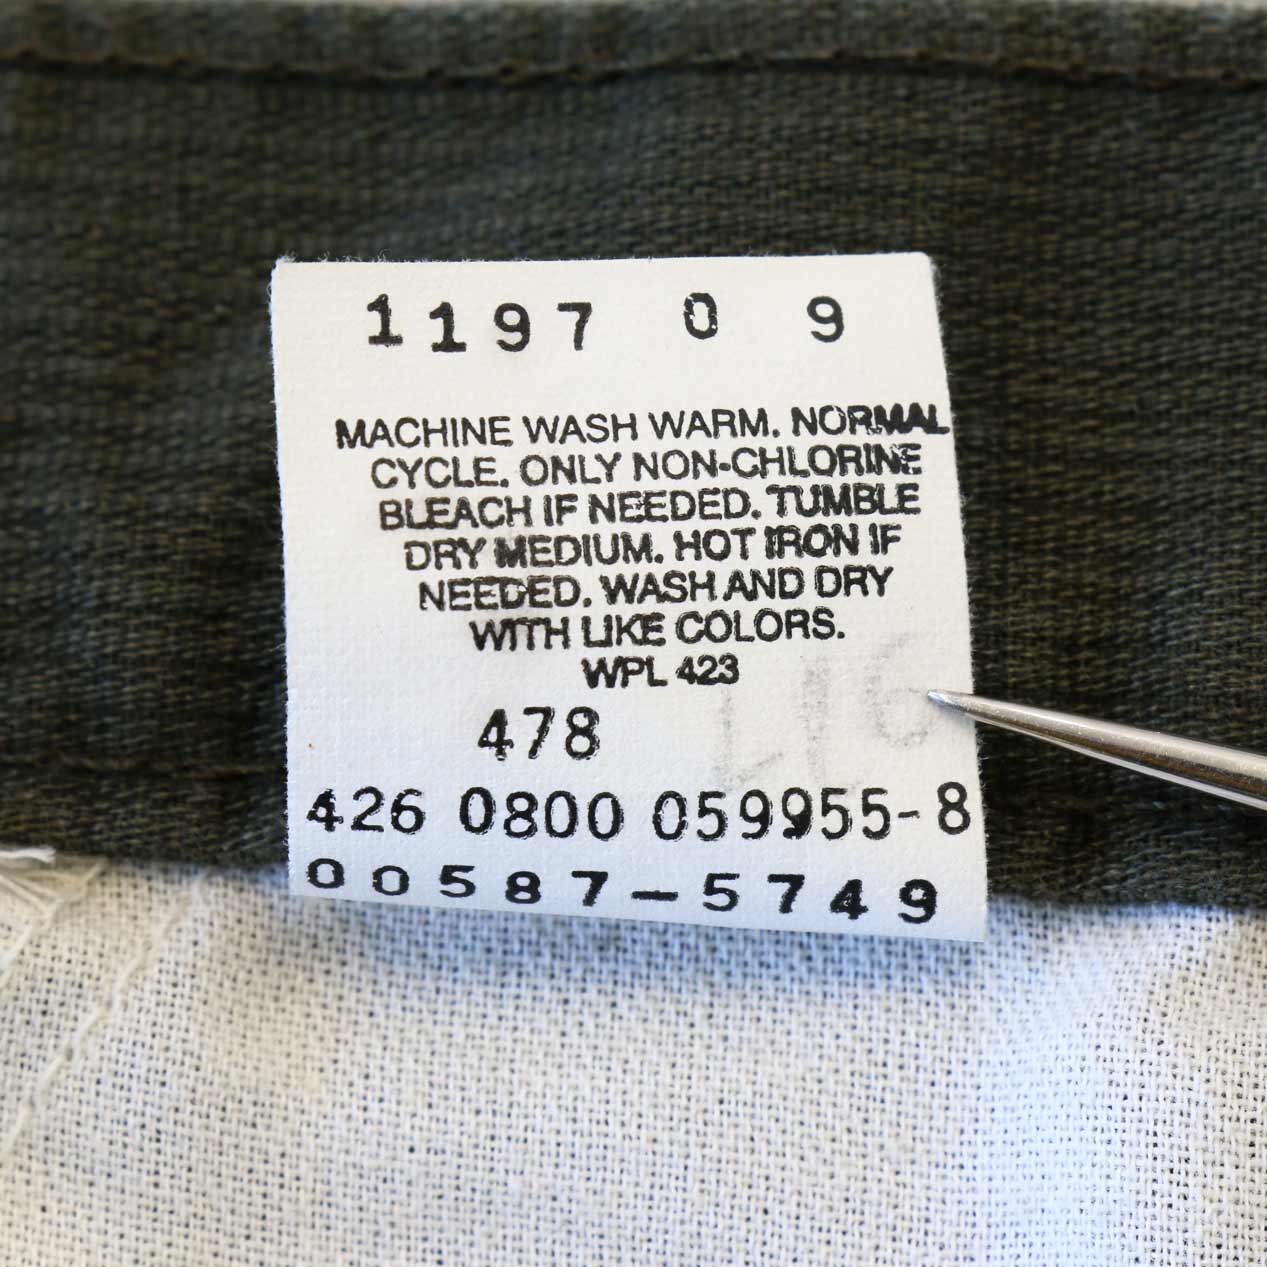 1197 0 9
MACHINE WASH WARM. NORMAL
CYCLE. ONLY NON-CHLORINE
BLEACH IF NEEDED. TUMBLE
DRY MEDIUM. HOT IRON IF
NEEDED. WASH AND DRY
WITH LIKE COLORS.
WPL 423
478
426 0800 059955-8
00587-5749